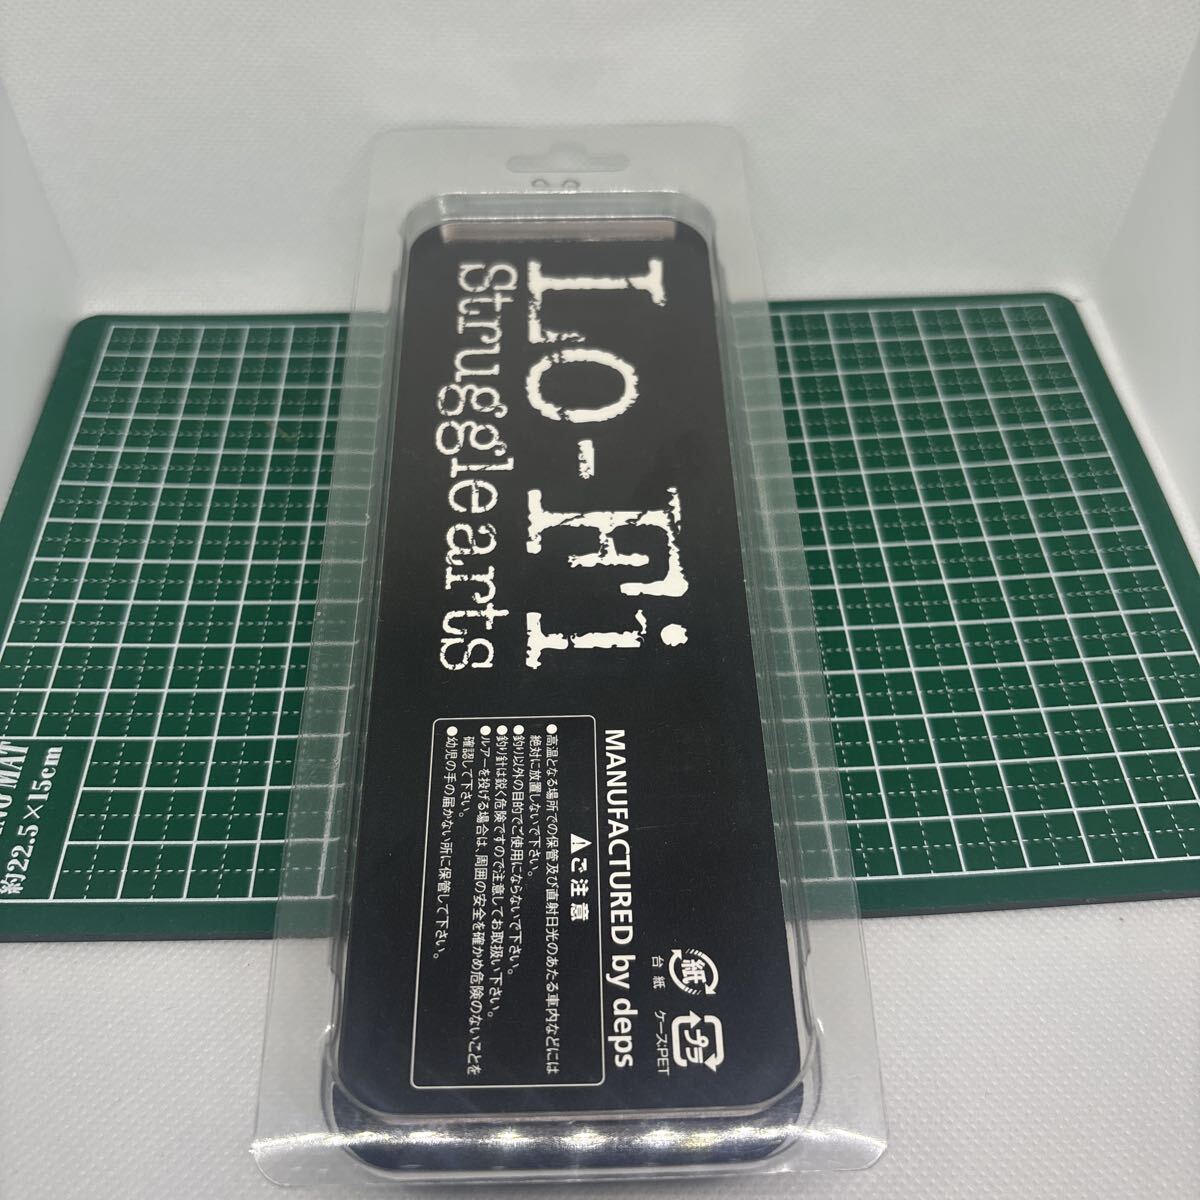 LO-Fi
Strugglearts
MANUFACTURED by deps
紙
台 紙
プラ
ケース:PET
ご注意
●高温となる場所での保管及び直射日光のあたる車内などには
絶対に放置しないで下さい。
●釣り以外の目的でご使用にならないで下さい。
●釣り針は鋭く危険ですので注意してお取扱い下さい。
●ルアーを投げる場合は、周囲の安全を確かめ危険のないことを
確認して下さい。
●幼児の手の届かない所に保管して下さい。
MAT
約22.5×15cm